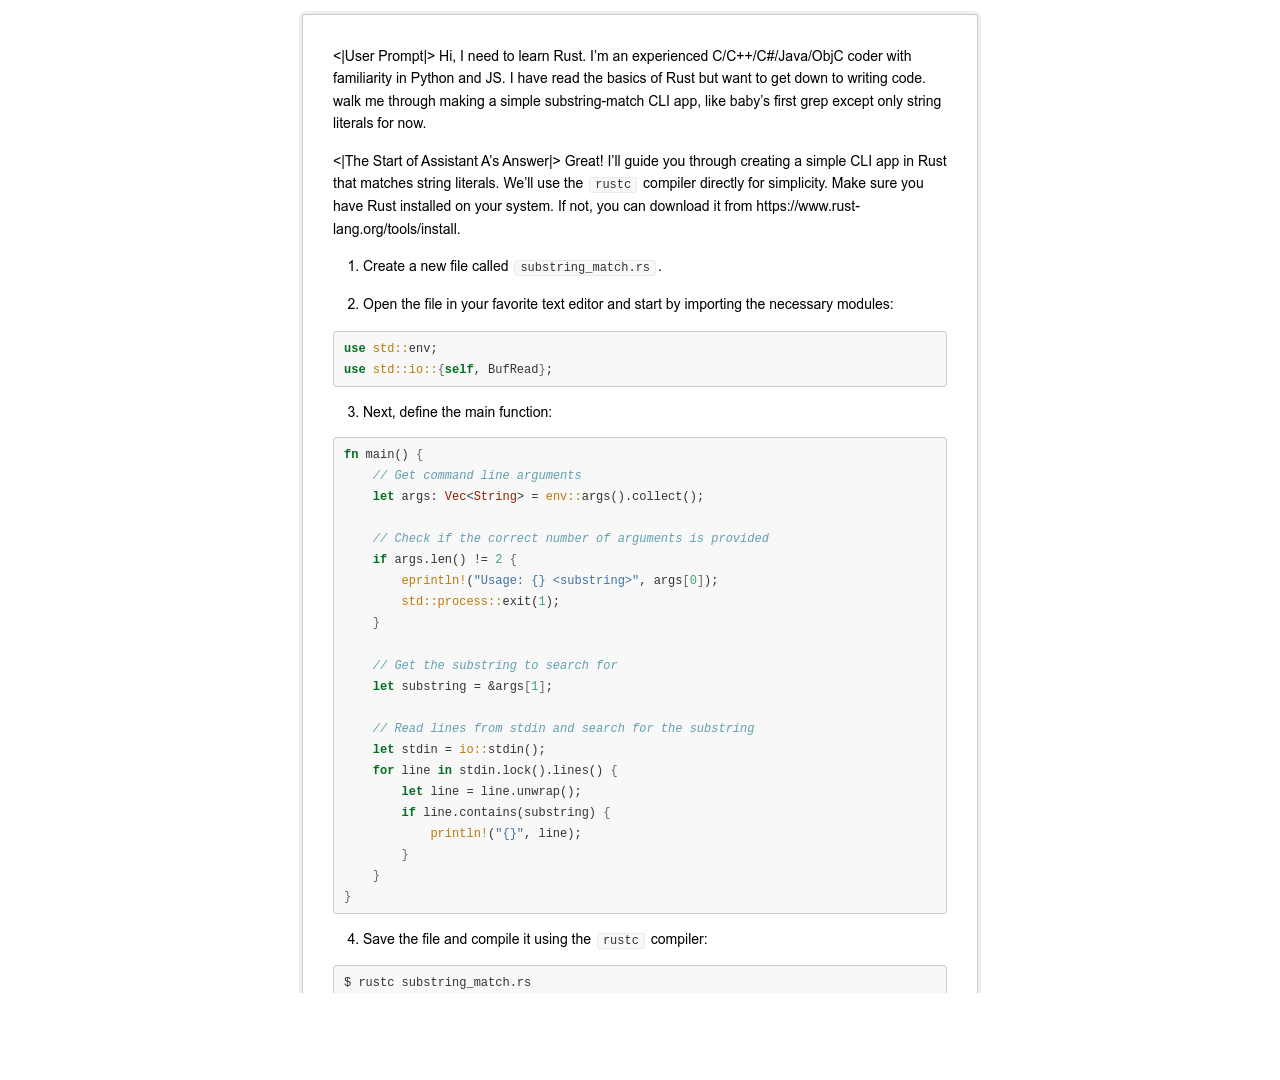 <|User Prompt|> Hi, I need to learn Rust. I’m an experienced C/C++/C#/Java/ObjC coder with
familiarity in Python and JS. I have read the basics of Rust but want to get down to writing code.
walk me through making a simple substring-match CLI app, like baby’s first grep except only string
literals for now.
<|The Start of Assistant A’s Answer|> Great! I’ll guide you through creating a simple CLI app in Rust
that matches string literals. We’ll use the rustc compiler directly for simplicity. Make sure you
have Rust installed on your system. If not, you can download it from https://www.rust-
lang.org/tools/install.
1. Create a new file called substring_match.rs .
2. Open the file in your favorite text editor and start by importing the necessary modules:
use std::env;
use std::io::{self, BufRead};
3. Next, define the main function:
fn main() {
    // Get command line arguments
    let args: Vec<String> = env::args().collect();
    // Check if the correct number of arguments is provided
    if args.len() != 2 {
        eprintln!("Usage: {} <substring>", args[0]);
        std::process::exit(1);
    }
    // Get the substring to search for
    let substring = &args[1];
    // Read lines from stdin and search for the substring
    let stdin = io::stdin();
    for line in stdin.lock().lines() {
        let line = line.unwrap();
        if line.contains(substring) {
            println!("{}", line);
        }
    }
}
4. Save the file and compile it using the rustc compiler:
$ rustc substring_match.rs